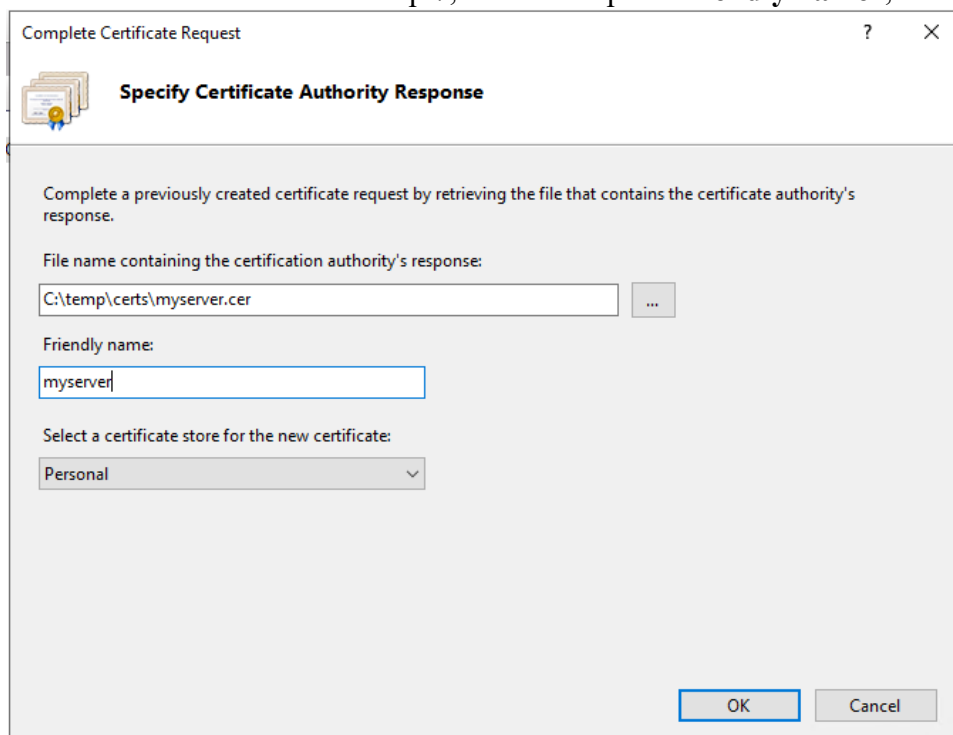 Complete Certificate Request
?
Specify Certificate Authority Response
Complete a previously created certificate request by retrieving the file that contains the certificate authority's
response.
File name containing the certification authority's response:
C:\temp\certs\myserver.cer
...
Friendly name:
myserver
Select a certificate store for the new certificate:
Personal
OK
Cancel